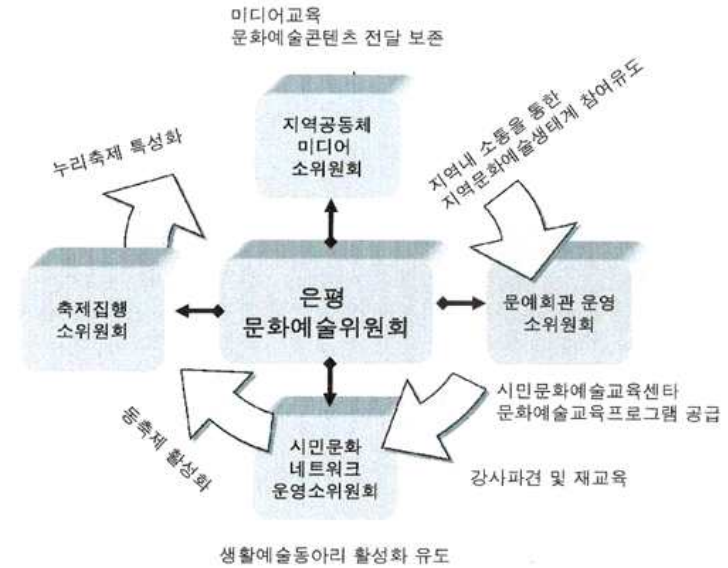 미디어교육
문화예술콘텐츠 전달 보존
지역공동체
미디어
소위원회
누리축제 특성화
지역내 소통을 통한
지역문화예술생태계 참여유도
축제집행
소위원회
은평
문화예술위원회
문예회관 운영
소위원회
동축제 활성화
시민문화
네트워크
운영소위원회
시민문화예술교육센타
문화예술교육프로그램 공급
강사파견 및 재교육
생활예술동아리 활성화 유도